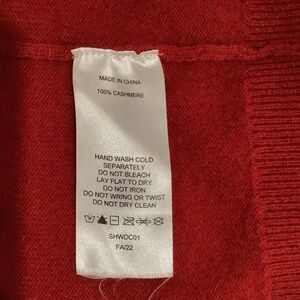 MADE IN CHINA
100% CASHMERE
HAND WASH COLD
SEPARATELY
DO NOT BLEACH
LAY FLAT TO DRY
DO NOT IRON
DO NOT WRING OR TWIST
DO NOT DRY CLEAN
SHWDC01
FA/22